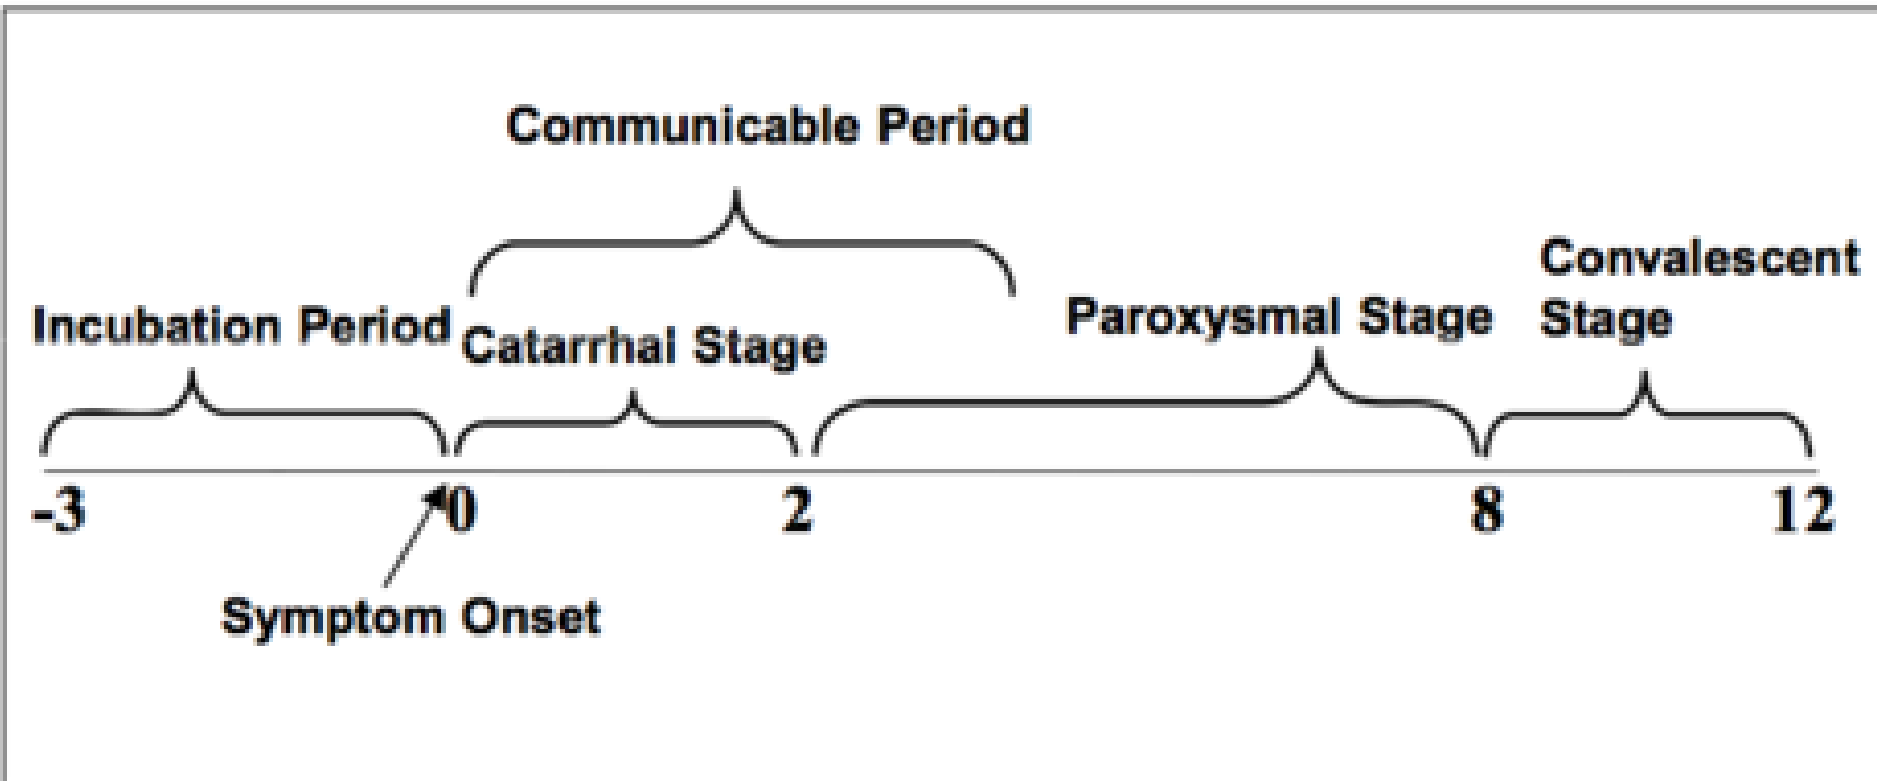 Communicable Period
Convalescent
Stage
Paroxysmal Stage
Incubation Period
Catarrhal Stage
-3
0
2
8
12
Symptom Onset